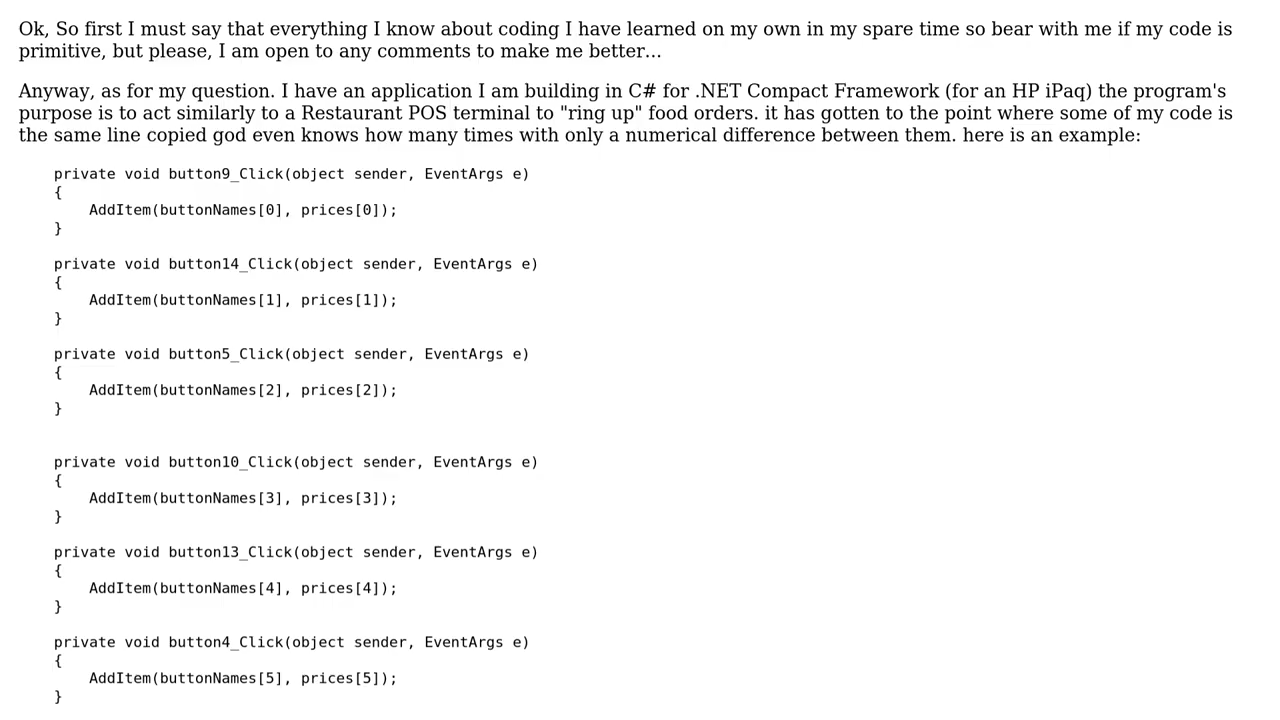 Ok, So first I must say that everything I know about coding I have learned on my own in my spare time so bear with me if my code is
primitive, but please, I am open to any comments to make me better...
Anyway, as for my question. I have an application I am building in C# for .NET Compact Framework (for an HP iPaq) the program's
purpose is to act similarly to a Restaurant POS terminal to "ring up" food orders. it has gotten to the point where some of my code is
the same line copied god even knows how many times with only a numerical difference between them. here is an example:
private void button9_Click(object sender, EventArgs e)
{
    AddItem(buttonNames[0], prices[0]);
}
private void button14_Click(object sender, EventArgs e)
{
    AddItem(buttonNames[1], prices[1]);
}
private void button5_Click(object sender, EventArgs e)
{
    AddItem(buttonNames[2], prices[2]);
}
private void button10_Click(object sender, EventArgs e)
{
    AddItem(buttonNames[3], prices[3]);
}
private void button13_Click(object sender, EventArgs e)
{
    AddItem(buttonNames[4], prices[4]);
}
private void button4_Click(object sender, EventArgs e)
{
    AddItem(buttonNames[5], prices[5]);
}